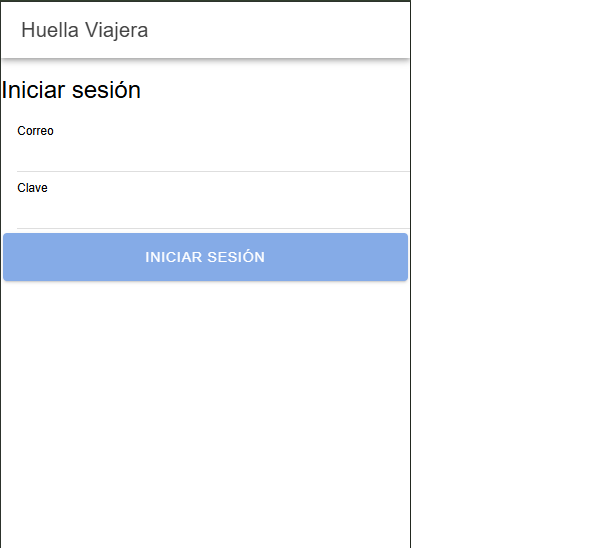 Huella Viajera
Iniciar sesión
Correo
Clave
INICIAR SESIÓN